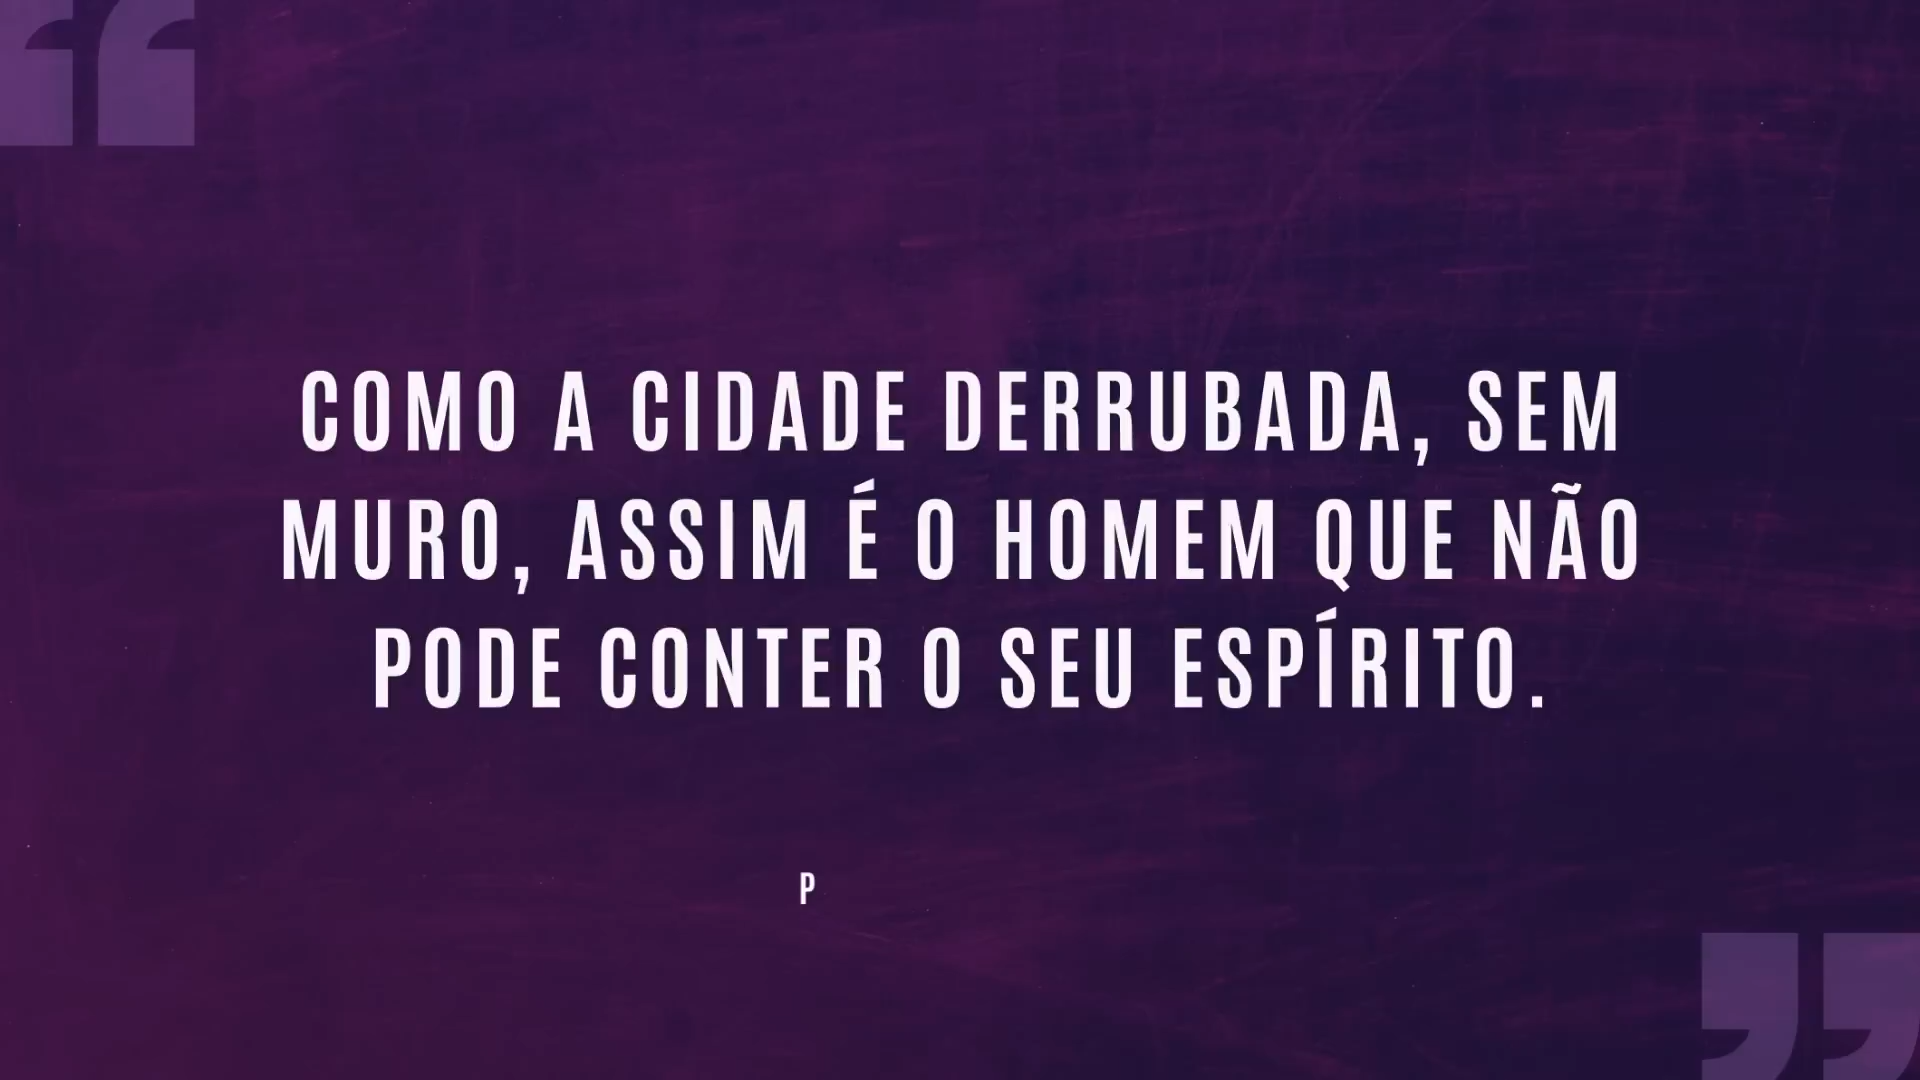 COMO A CIDADE DERRUBADA, SEM
MURO, ASSIM É O HOMEM QUE NÃO
PODE CONTER O SEU ESPÍRITO.
P